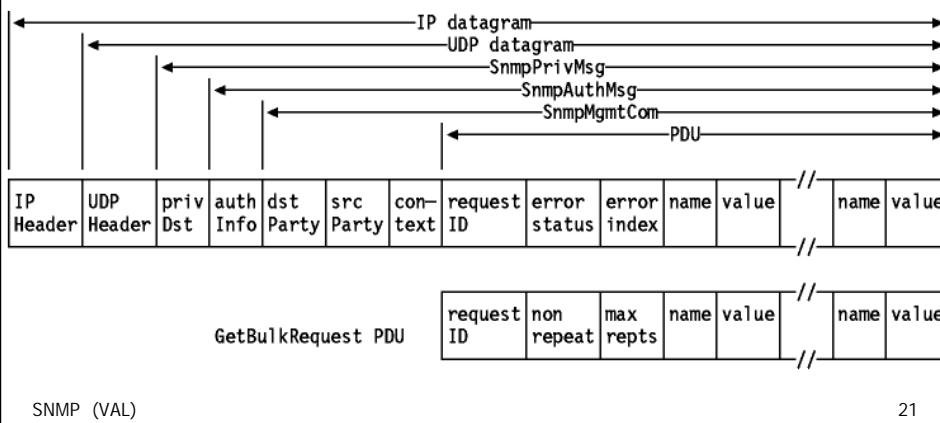 IP datagram
UDP datagram
SnmpPrivMsg
SnmpAuthMsg
SnmpMgmtCom
PDU
IP UDP priv auth dst src con— request error error name value // name value
Header Header Dst Info Party Party text ID status index //
request non max name value // name value
GetBulkRequest PDU ID repeat repts //
SNMP (VAL) 21